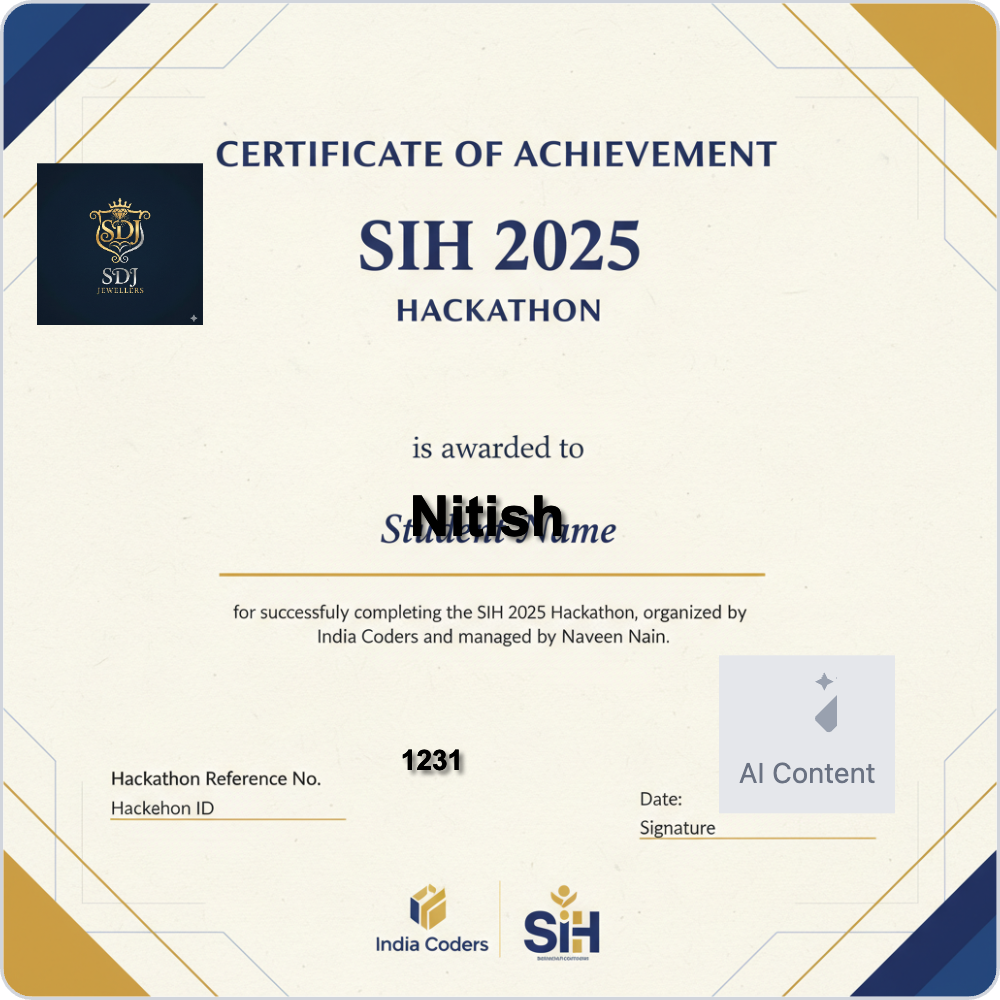 CERTIFICATE OF ACHIEVEMENT
SDJ
SDJ
JEWELLERS
SIH 2025
HACKATHON
is awarded to
Nitish
Student Name
for successfuly completing the SIH 2025 Hackathon, organized by
India Coders and managed by Naveen Nain.
1231
Hackathon Reference No.
Hackehon ID
AI Content
Date:
Signature
India Coders
SiH